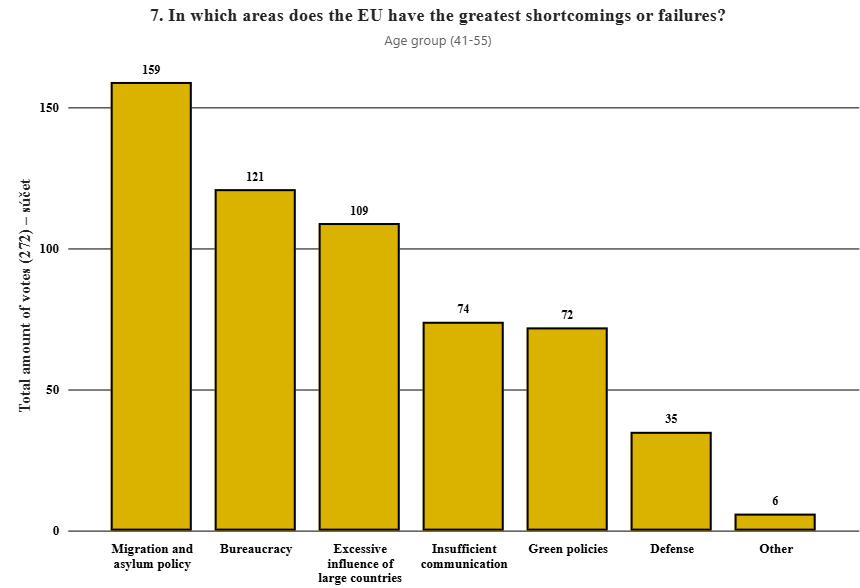 7. In which areas does the EU have the greatest shortcomings or failures?
Age group (41-55)
Total amount of votes (272) – súčet
150
100
50
0
159
121
109
74
72
35
6
Migration and
asylum policy
Bureaucracy
Excessive
influence of
large countries
Insufficient
communication
Green policies
Defense
Other